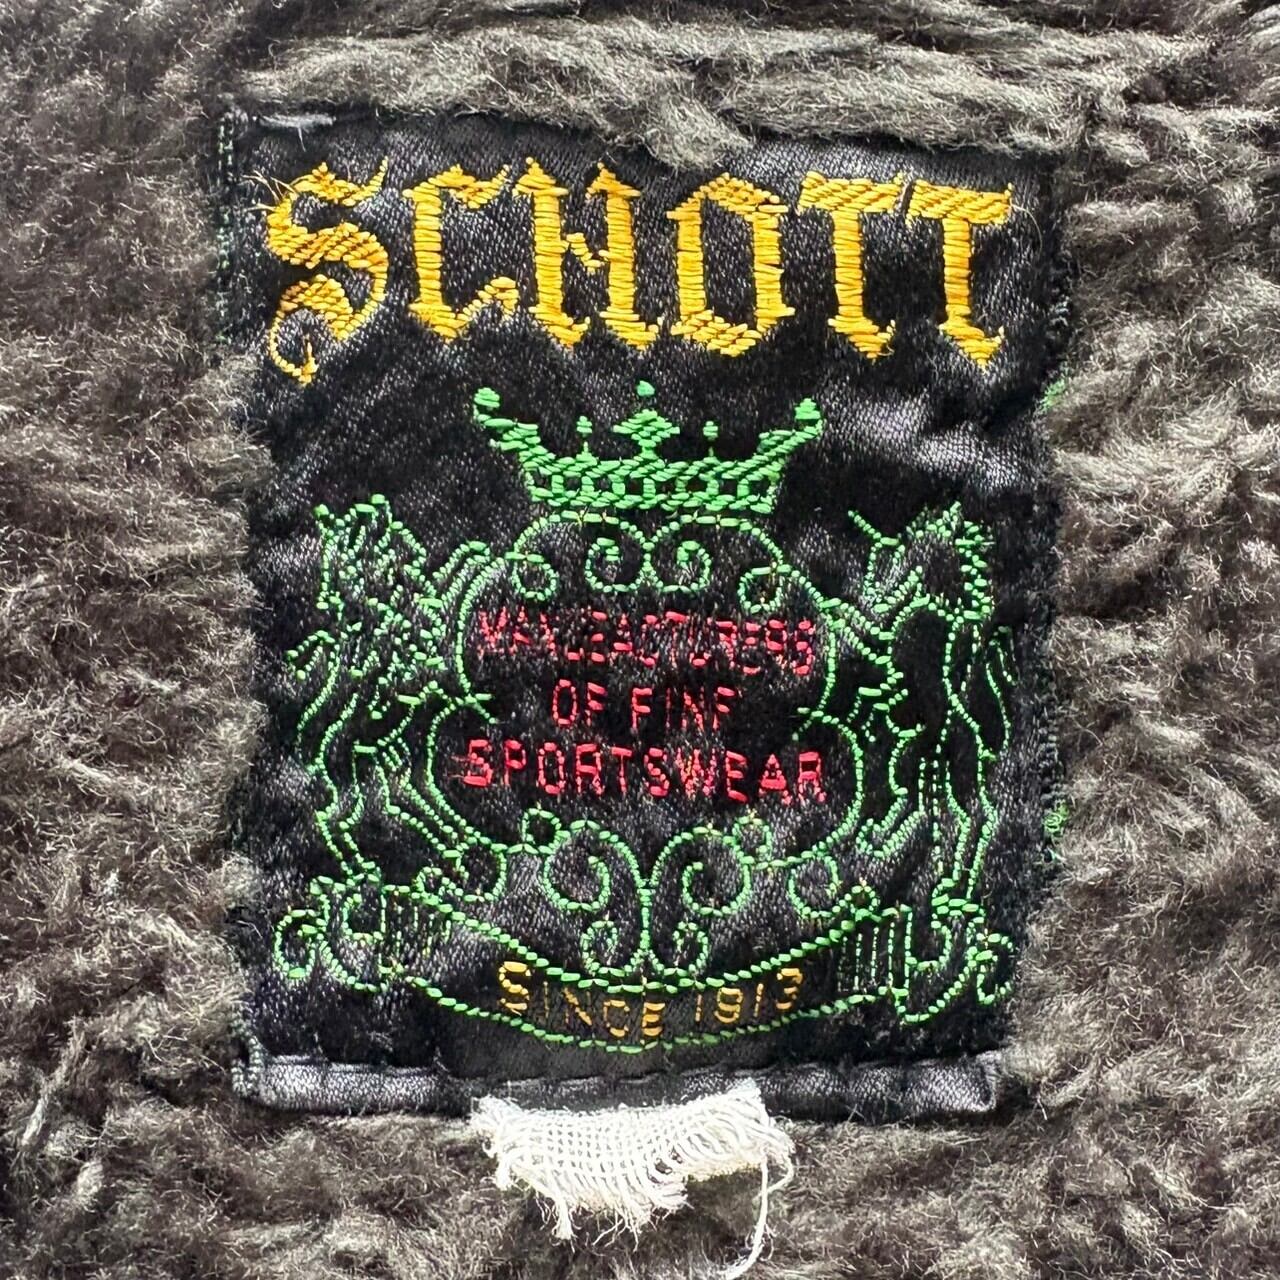 SCHOTT
MANUFACTURERS
OF FINE
SPORTSWEAR
SINCE 1913